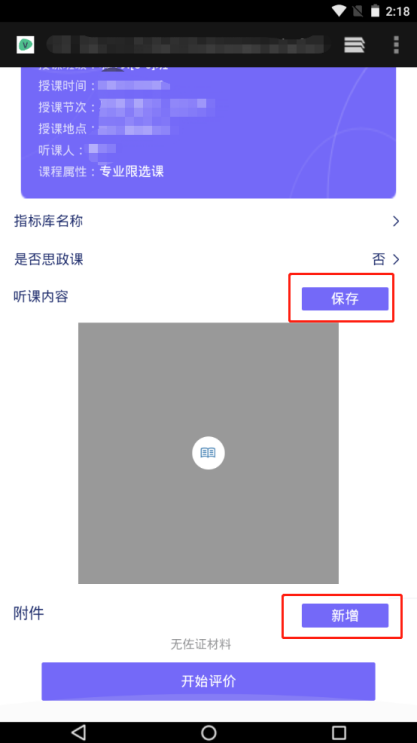 2:18
授课时间：
授课节次：
授课地点：
听课人：
课程属性：专业限选课
指标库名称
是否思政课 否
听课内容 保存
附件 新增
无佐证材料
开始评价